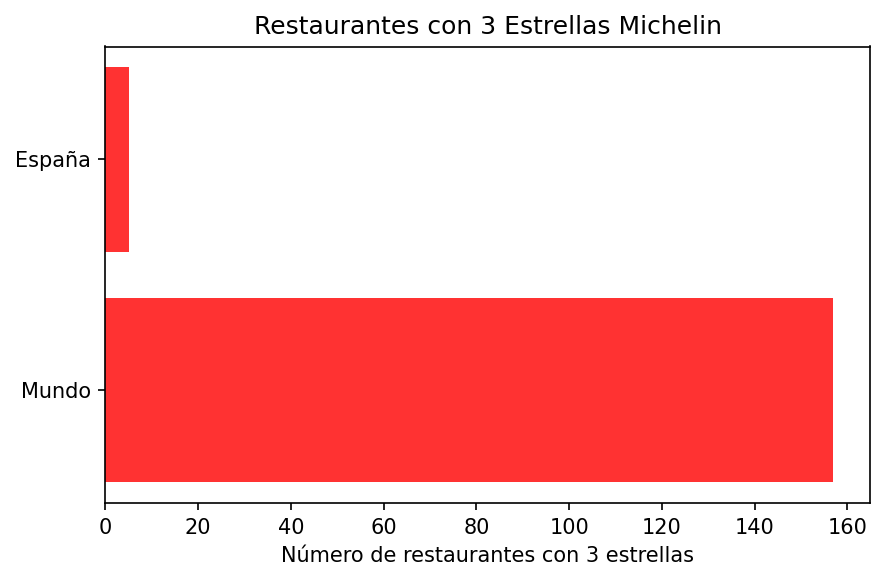 Restaurantes con 3 Estrellas Michelin
España
Mundo
0 20 40 60 80 100 120 140 160
Número de restaurantes con 3 estrellas